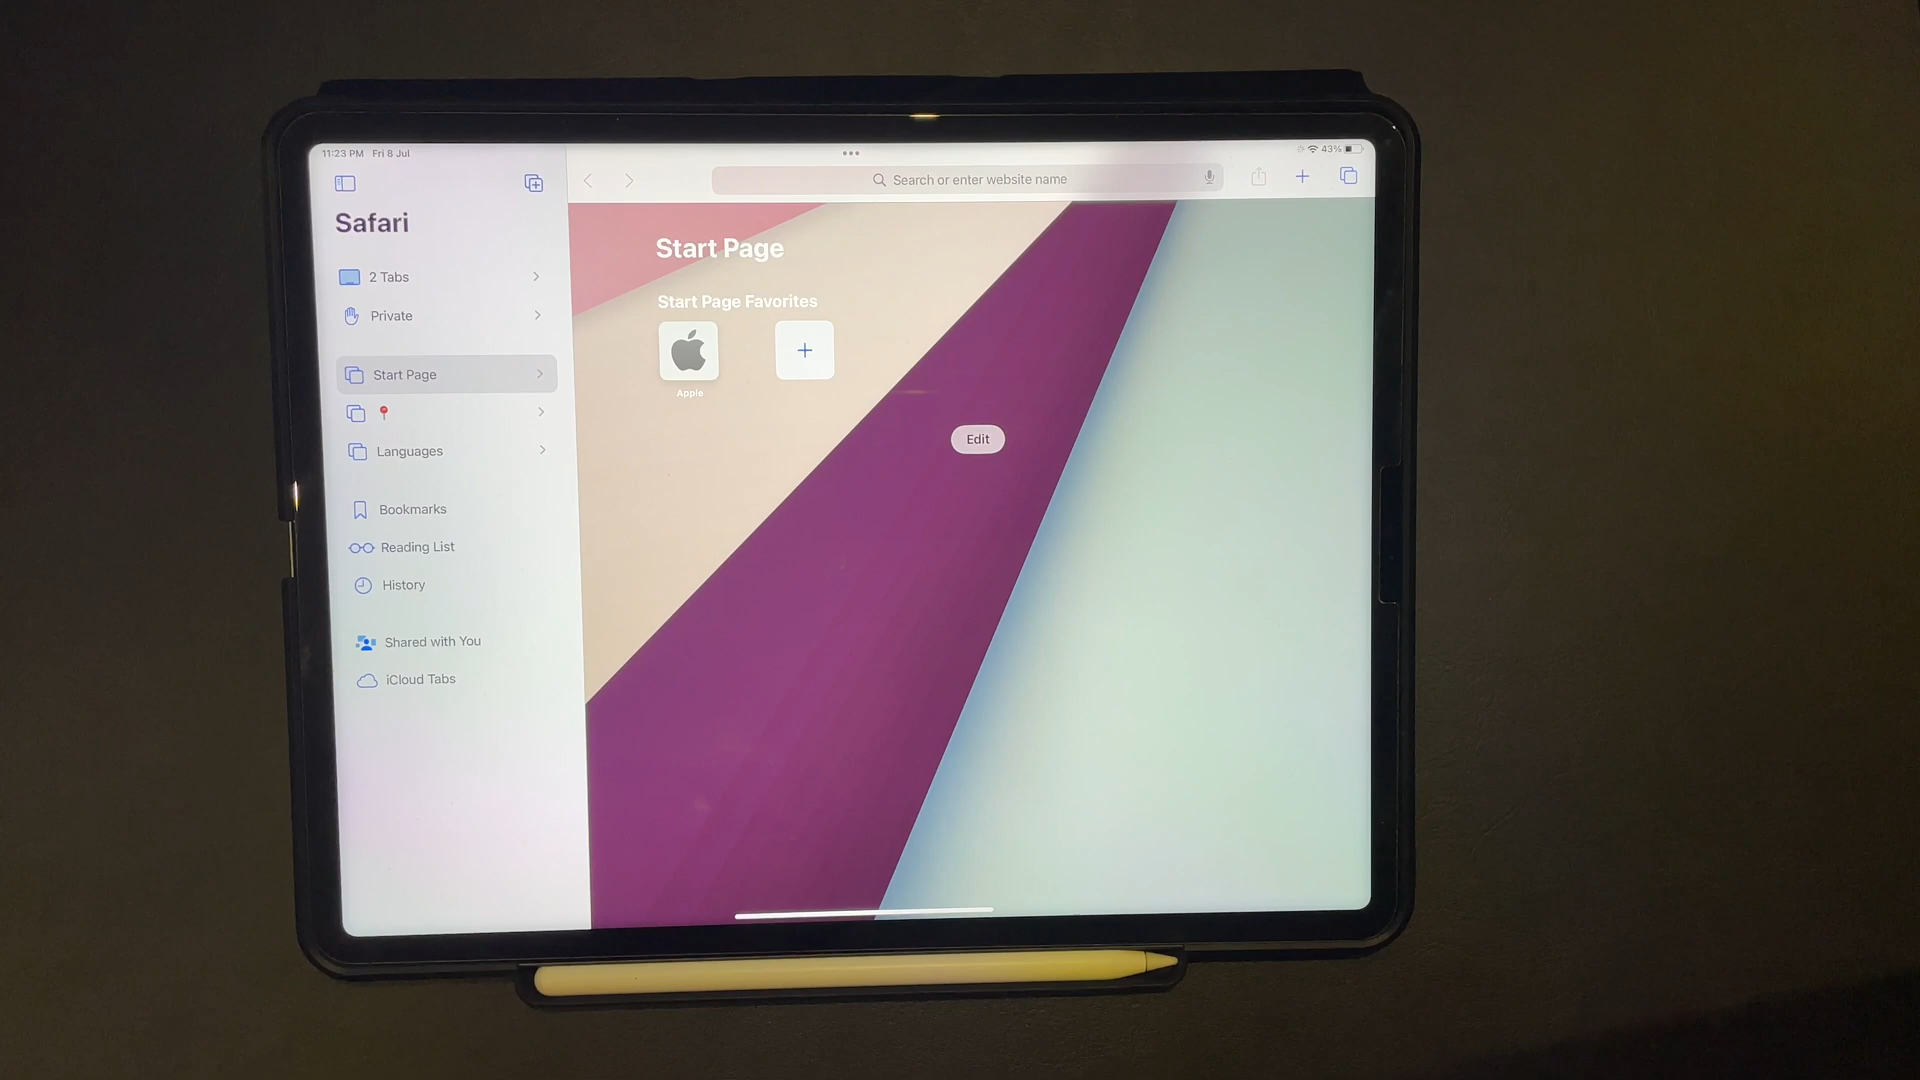 11:23 PM Fri 8 Jul
43%
Search or enter website name
Safari
2 Tabs
Private
Start Page
Languages
Bookmarks
Reading List
History
Shared with You
iCloud Tabs
Start Page
Start Page Favorites
Apple
Edit